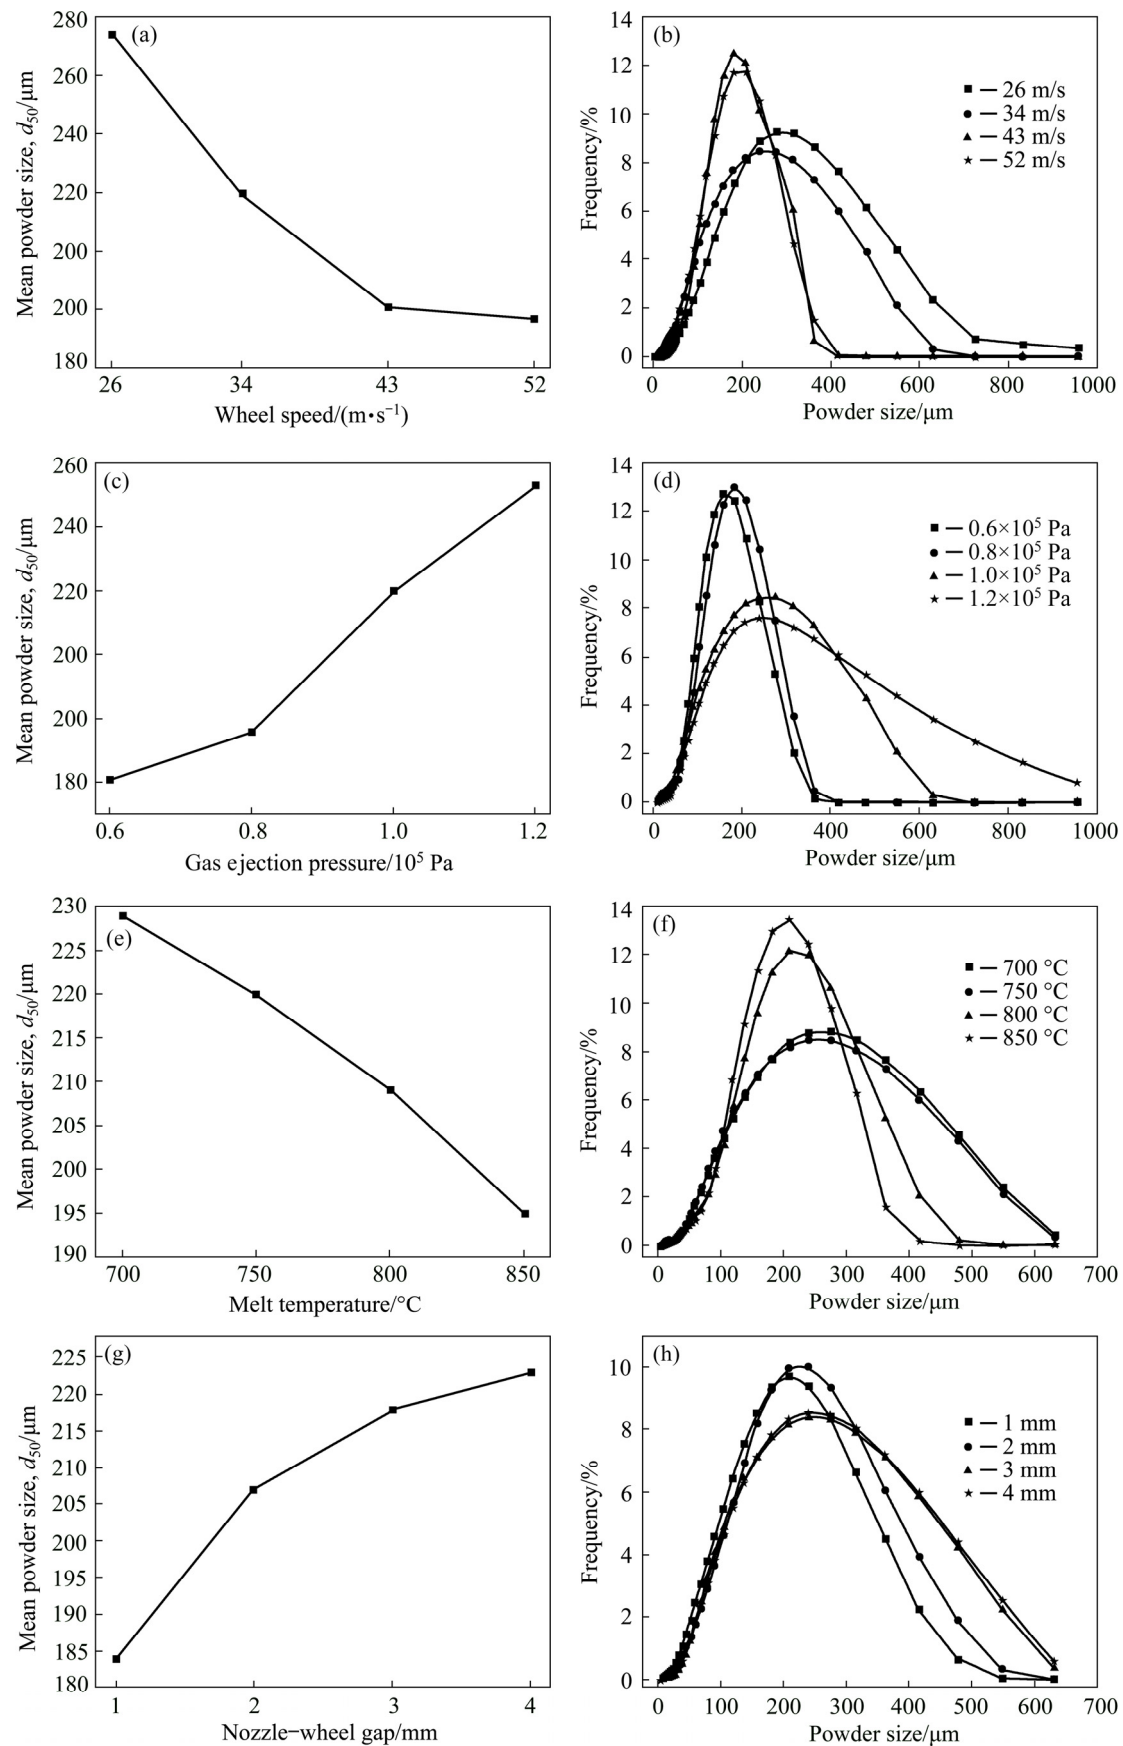 (a)
Mean powder size, d50/μm
280
260
240
220
200
200
180
26 34 43 52
Wheel speed/(m•s−1)
(b)
Frequency/%
14
12
10
8
6
4
2
0
26 m/s
34 m/s
43 m/s
52 m/s
0 200 400 600 800 1000
Powder size/μm
(c)
Mean powder size, d50/μm
260
240
220
200
200
180
0.6 0.8 1.0 1.2
Gas ejection pressure/10⁵ Pa
(d)
Frequency/%
14
12
10
8
6
4
2
0
0.6×10⁵ Pa
0.8×10⁵ Pa
1.0×10⁵ Pa
1.2×10⁵ Pa
0 200 400 600 800 1000
Powder size/μm
(e)
Mean powder size, d50/μm
230
225
220
215
210
205
200
195
190
700 750 800 850
Melt temperature/°C
(f)
Frequency/%
14
12
10
8
6
4
2
0
700 °C
750 °C
800 °C
850 °C
0 100 200 300 400 500 600 700
Powder size/μm
(g)
Mean powder size, d50/μm
225
220
215
210
205
200
195
190
185
180
1 2 3 4
Nozzle−wheel gap/mm
(h)
Frequency/%
10
8
6
4
2
0
1 mm
2 mm
3 mm
4 mm
0 100 200 300 400 500 600 700
Powder size/μm